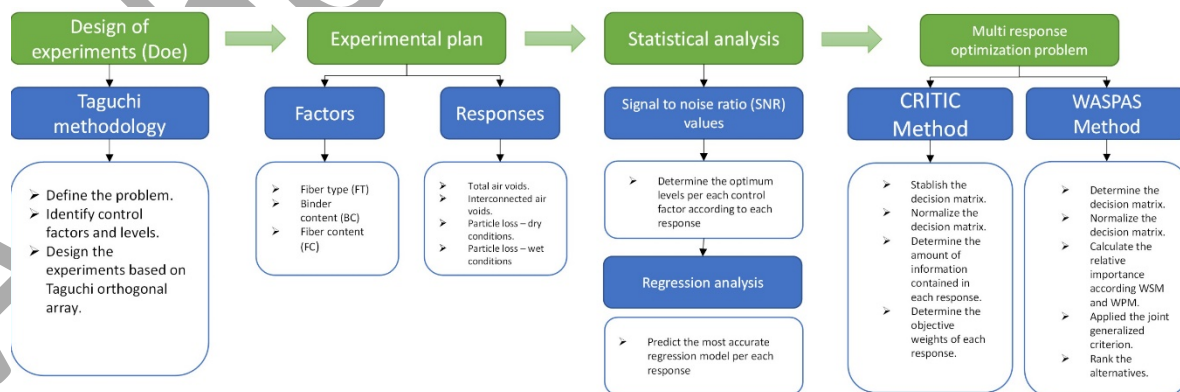 Design of
experiments (Doe)
Experimental plan
Statistical analysis
Multi response
optimization problem
Taguchi
methodology
Factors
Responses
Signal to noise ratio (SNR)
values
CRITIC
Method
WASPAS
Method
➤ Define the problem.
➤ Identify control
factors and levels.
➤ Design the
experiments based on
Taguchi orthogonal
array.
➤ Fiber type (FT)
➤ Binder
content (BC)
➤ Fiber content
(FC)
➤ Total air voids.
➤ Interconnected air
voids.
➤ Particle loss – dry
conditions.
➤ Particle loss – wet
conditions
➤ Determine the optimum
levels per each control
factor according to each
response
Regression analysis
➤ Predict the most accurate
regression model per each
response
➤ Stablish the
decision matrix.
➤ Normalize the
decision matrix.
➤ Determine the
amount of
information
contained in
each response.
➤ Determine the
objective
weights of each
response.
➤ Determine the
decision matrix.
➤ Normalize the
decision matrix.
➤ Calculate the
relative
importance
according WSM
and WPM.
➤ Applied the joint
generalized
criterion.
➤ Rank the
alternatives.